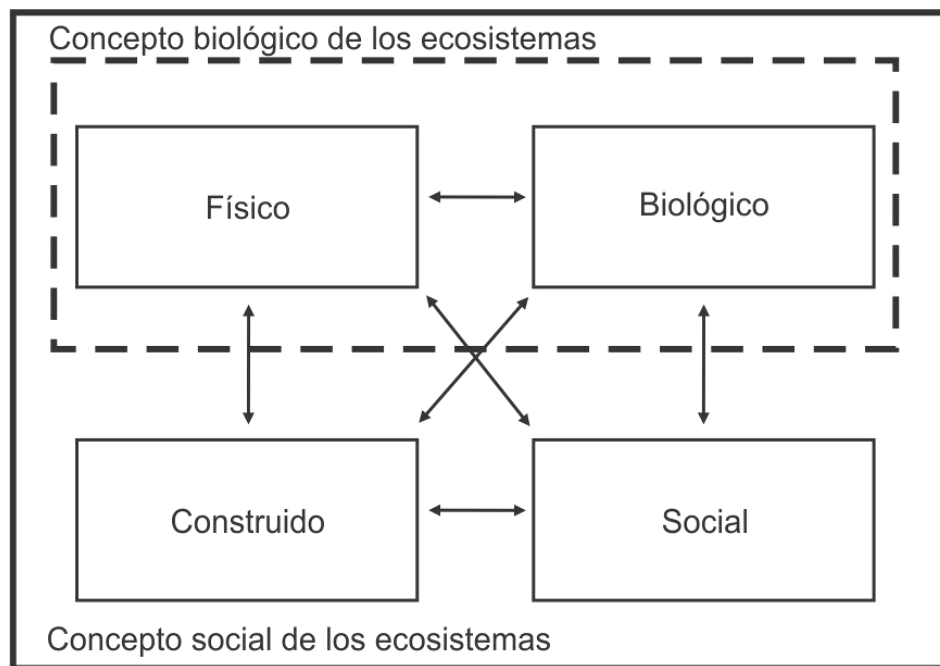 Concepto biológico de los ecosistemas
Físico
Biológico
Construido
Social
Concepto social de los ecosistemas